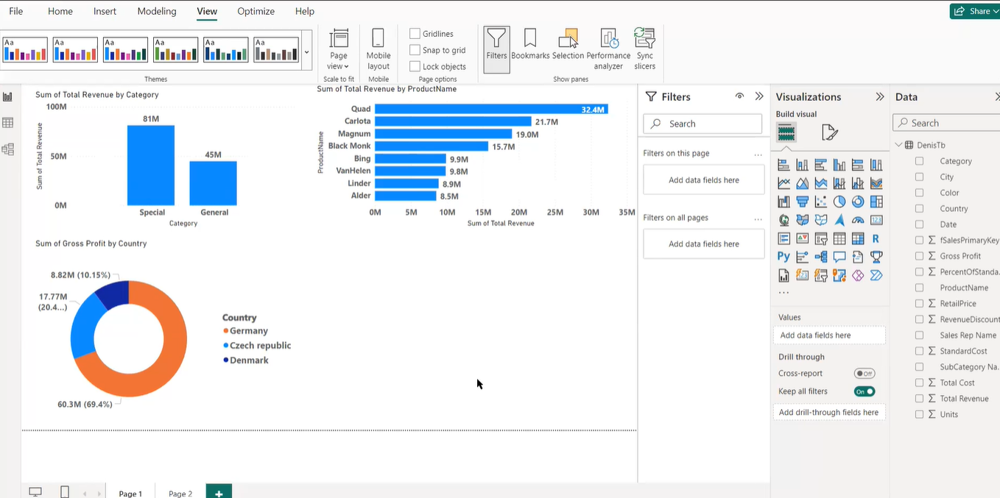 File Home Insert Modeling View Optimize Help Share
Aa Aa Aa Aa Aa Aa
Page view
Mobile layout
Gridlines
Snap to grid
Lock objects
Filters
Bookmarks
Selection
Performance analyzer
Sync slicers
Themes
Scale to fit
Mobile
Page options
Show panes
Sum of Total Revenue by Category
100M
50M
0M
Sum of Total Revenue
81M
45M
Special General
Category
Sum of Total Revenue by ProductName
ProductName
Quad 32.4M
Carlota 21.7M
Magnum 19.0M
Black Monk 15.7M
Bing 9.9M
VanHelen 9.8M
Linder 8.9M
Alder 8.5M
0M 5M 10M 15M 20M 25M 30M 35M
Sum of Total Revenue
Sum of Gross Profit by Country
8.82M (10.15%)
17.77M
(20.4...)
60.3M (69.4%)
Country
Germany
Czech republic
Denmark
Filters
Search
Filters on this page ...
Add data fields here
Filters on all pages ...
Add data fields here
Visualizations
Build visual
123
R
Py
123
...
Values
Add data fields here
Drill through
Cross-report Off
Keep all filters On
Add drill-through fields here
Data
Search
DenisTb
Category
City
Color
Country
Date
∑ fSalesPrimaryKey
∑ Gross Profit
∑ PercentOfStanda...
ProductName
∑ RetailPrice
∑ RevenueDiscount
Sales Rep Name
∑ StandardCost
SubCategory Na...
∑ Total Cost
∑ Total Revenue
∑ Units
Page 1 Page 2 +